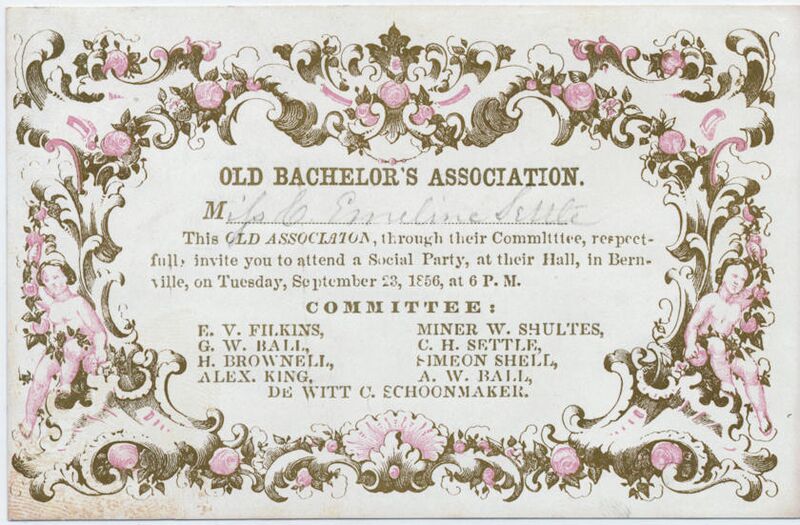 OLD BACHELOR'S ASSOCIATION.
Miss C Emeline Settle
This OLD ASSOCIATION, through their Committtee, respect-
fully invite you to attend a Social Party, at their Hall, in Bern-
ville, on Tuesday, September 23, 1856, at 6 P. M.
COMMITTEE:
E. V. FILKINS, MINER W. SHULTES,
G. W. BALL, C. H. SETTLE,
H. BROWNELL, SIMEON SHELL,
ALEX. KING, A. W. BALL,
DE WITT C. SCHOONMAKER.